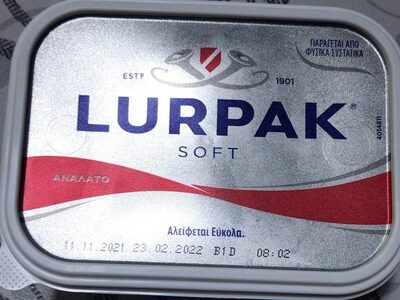 ΠΑΡΑΓΕΤΑΙ ΑΠΟ
ΦΥΣΙΚΑ ΣΥΣΤΑΤΙΚΑ
ESTD 1901
LURPAK®
SOFT
4014611
ΑΝΑΛΑΤΟ
Αλείφεται Εύκολα.
11.11.2021 23.02.2022 B1D 08:02